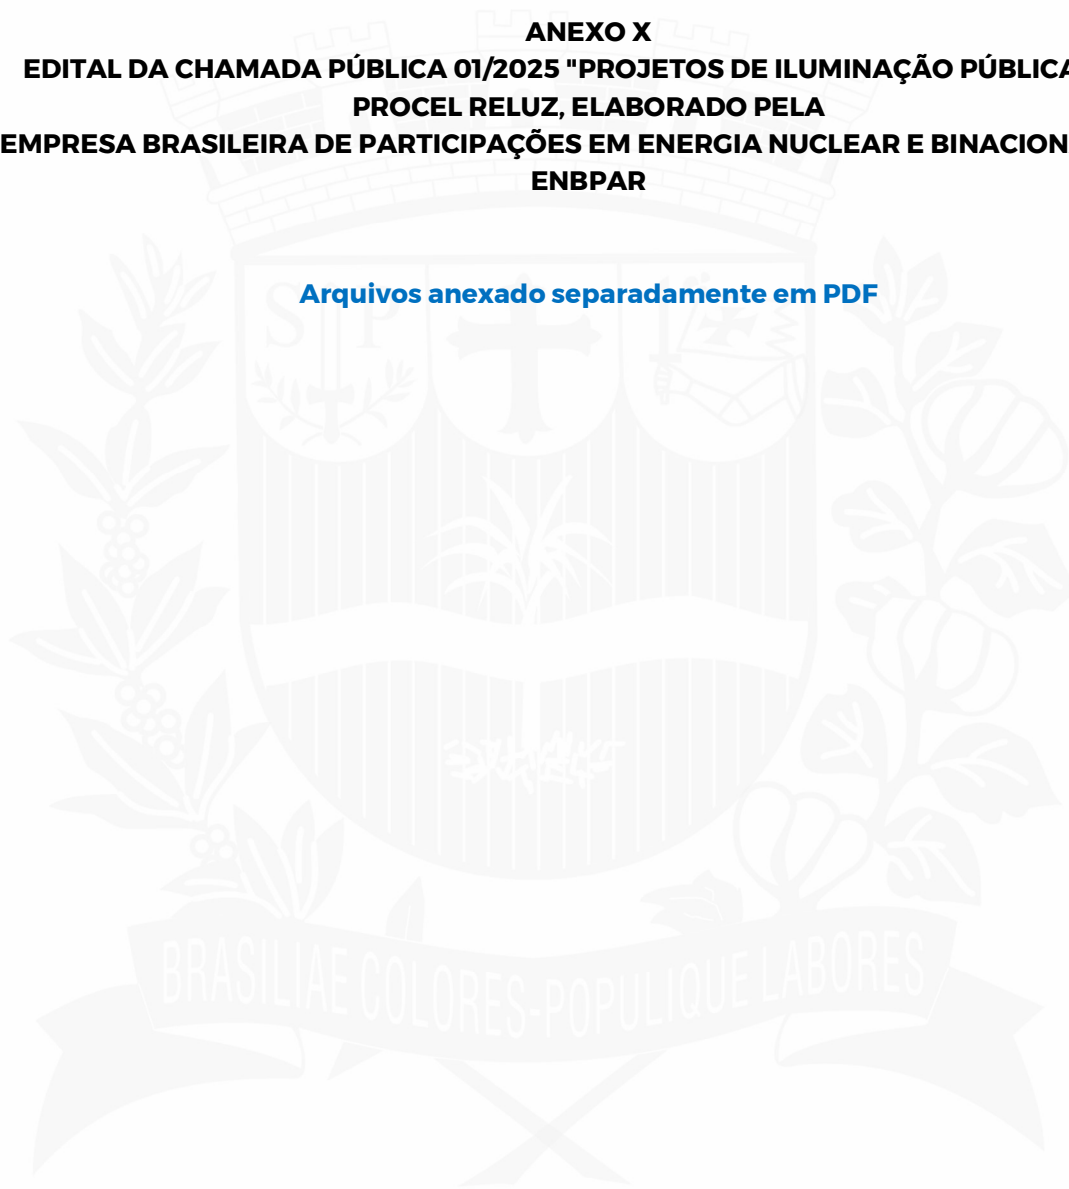 ANEXO X
EDITAL DA CHAMADA PÚBLICA 01/2025 "PROJETOS DE ILUMINAÇÃO PÚBLICA
PROCEL RELUZ, ELABORADO PELA
EMPRESA BRASILEIRA DE PARTICIPAÇÕES EM ENERGIA NUCLEAR E BINACION
ENBPAR
Arquivos anexado separadamente em PDF
S P
BRASILIAE COLORES-POPULIQUE LABORES